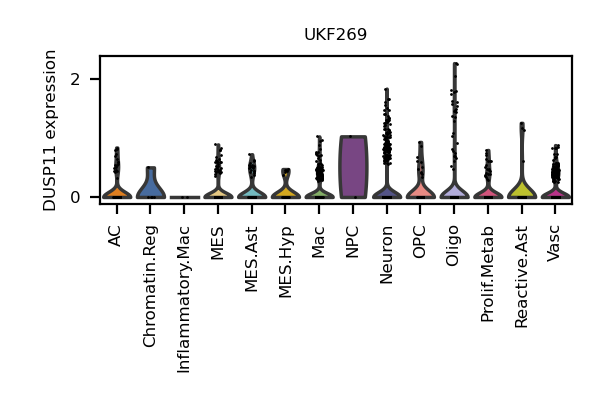 UKF269
DUSP11 expression
2
0
AC
Chromatin.Reg
Inflammatory.Mac
MES
MES.Ast
MES.Hyp
Mac
NPC
Neuron
OPC
Oligo
Prolif.Metab
Reactive.Ast
Vasc